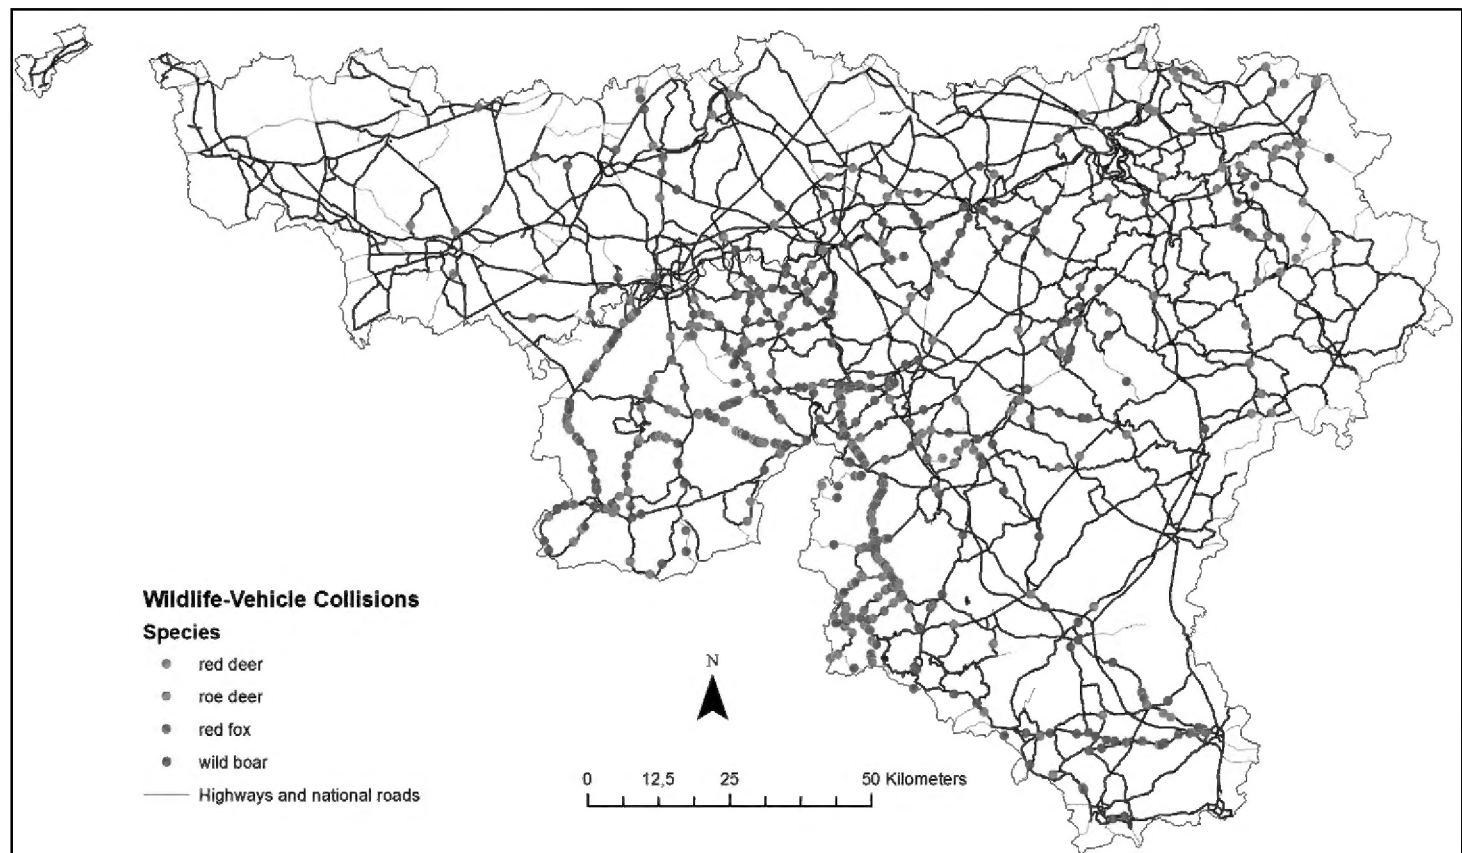 Wildlife-Vehicle Collisions
Species
red deer
roe deer
red fox
wild boar
Highways and national roads
N
0 12,5 25 50 Kilometers